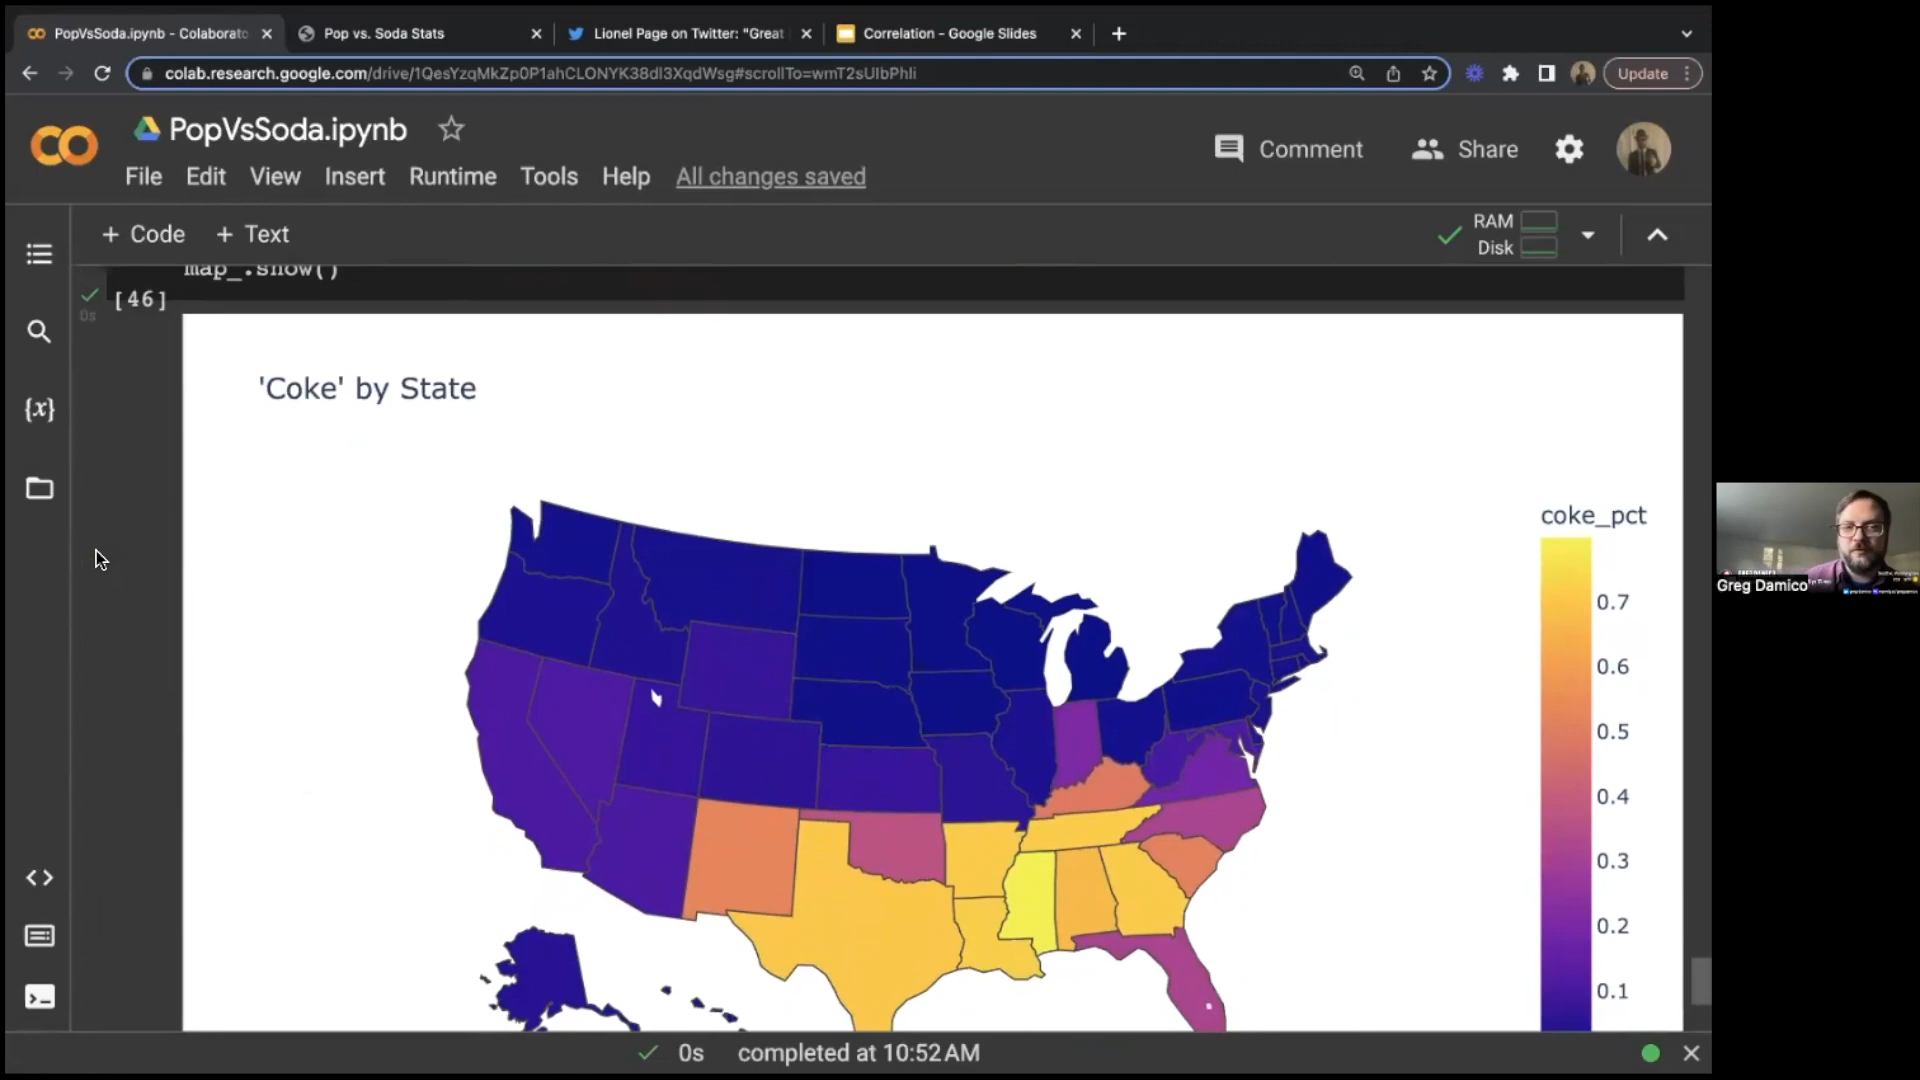 PopVsSoda.ipynb - Colaborato
Pop vs. Soda Stats
Lionel Page on Twitter: "Great
Correlation - Google Slides
colab.research.google.com/drive/1QesYzqMkZp0P1ahCLONYK38dI3XqdWsg#scrollTo=wmT2sUIbPhli
Update
PopVsSoda.ipynb
Comment
Share
File Edit View Insert Runtime Tools Help All changes saved
+ Code + Text
RAM
Disk
map_.show()
[46]
0s
'Coke' by State
coke_pct
0.7
0.6
0.5
0.4
0.3
0.2
0.1
Greg Damico
0s completed at 10:52 AM